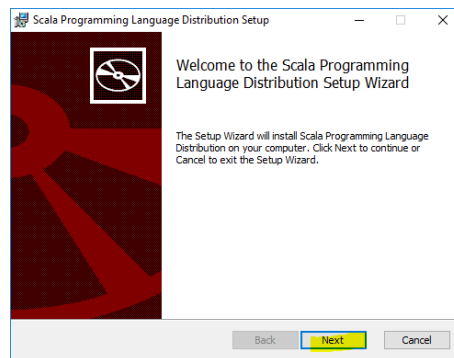 Scala Programming Language Distribution Setup
Welcome to the Scala Programming
Language Distribution Setup Wizard
The Setup Wizard will install Scala Programming Language
Distribution on your computer. Click Next to continue or
Cancel to exit the Setup Wizard.
Back Next Cancel